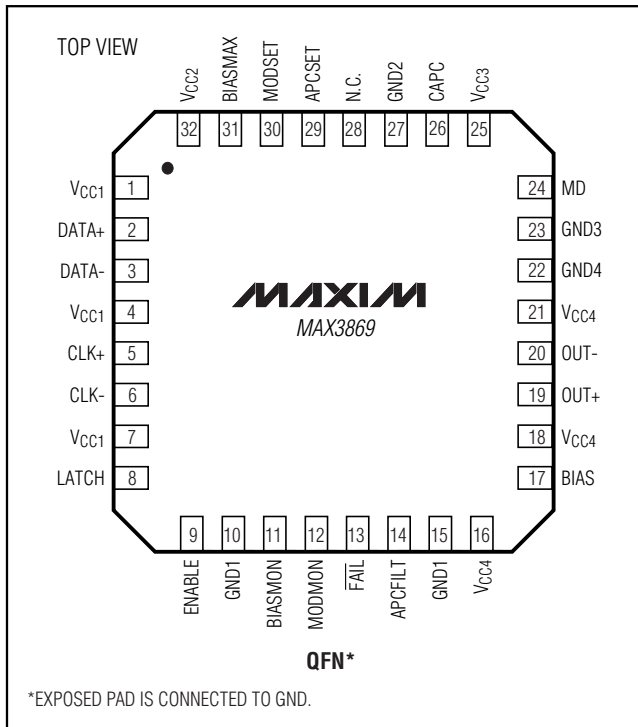 TOP VIEW
VCC2
BIASMAX
MODSET
APCSET
N.C.
GND2
CAPC
VCC3
32
31
30
29
28
27
26
25
VCC1 1
DATA+ 2
DATA- 3
VCC1 4
CLK+ 5
CLK- 6
VCC1 7
LATCH 8
MAXIM
MAX3869
24 MD
23 GND3
22 GND4
21 VCC4
20 OUT-
19 OUT+
18 VCC4
17 BIAS
9
10
11
12
13
14
15
16
ENABLE
GND1
BIASMON
MODMON
FAIL
APCFILT
GND1
VCC4
QFN*
*EXPOSED PAD IS CONNECTED TO GND.